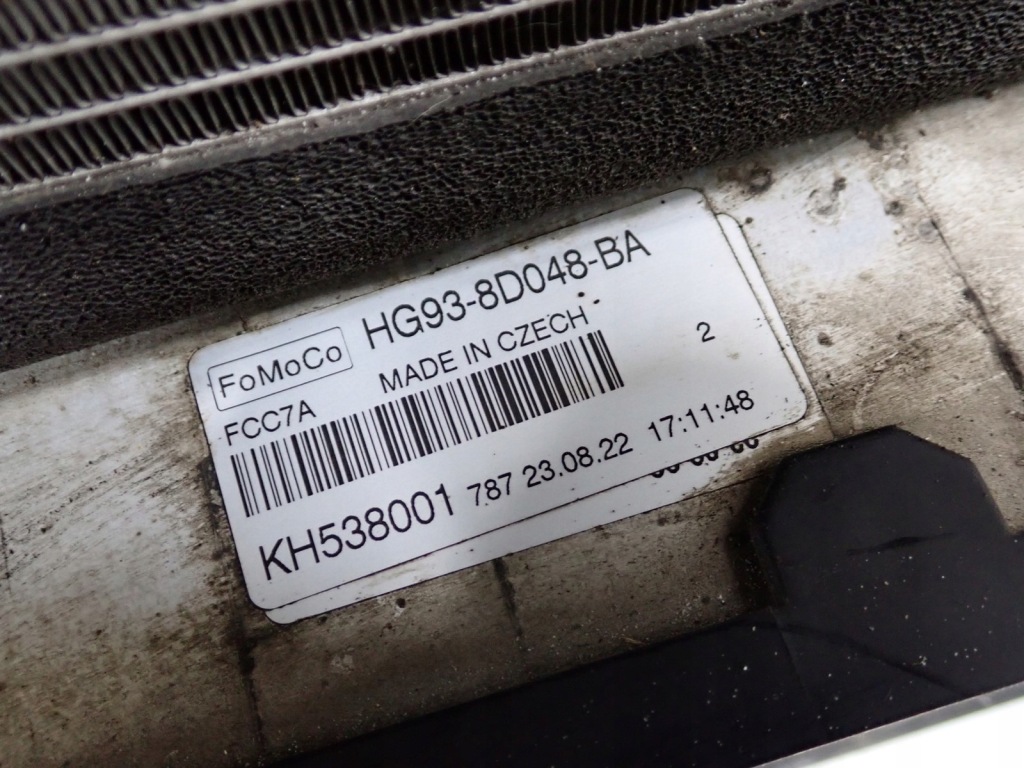 FoMoCo HG93-8D048-BA
FCC7A MADE IN CZECH
2
KH538001 787 23.08.22 17:11:48